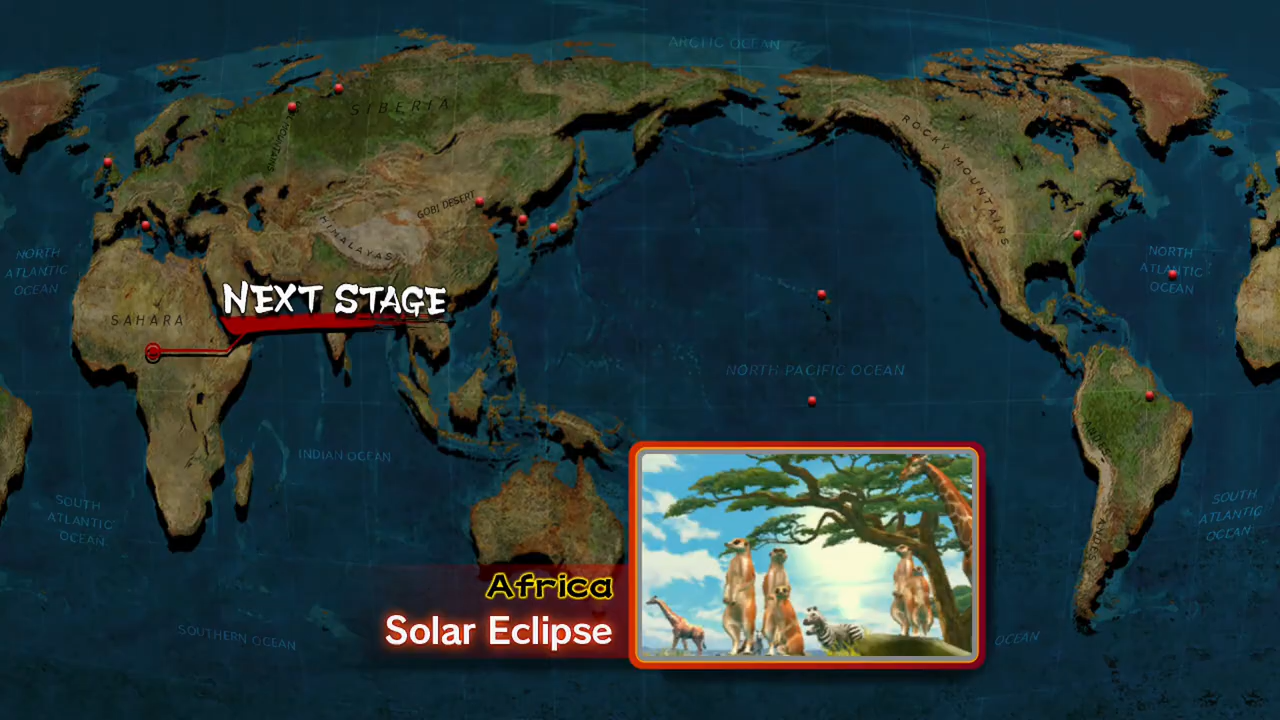 ARCTIC OCEAN
SIBERIA
ROCKY MOUNTAINS
GOBI DESERT
HIMALAYAS
NORTH
ATLANTIC
OCEAN
NORTH
ATLANTIC
OCEAN
NEXT STAGE
SAHARA
NORTH PACIFIC OCEAN
INDIAN OCEAN
SOUTH
ATLANTIC
OCEAN
SOUTH
ATLANTIC
OCEAN
ANDES
Africa
Solar Eclipse
SOUTHERN OCEAN
OCEAN